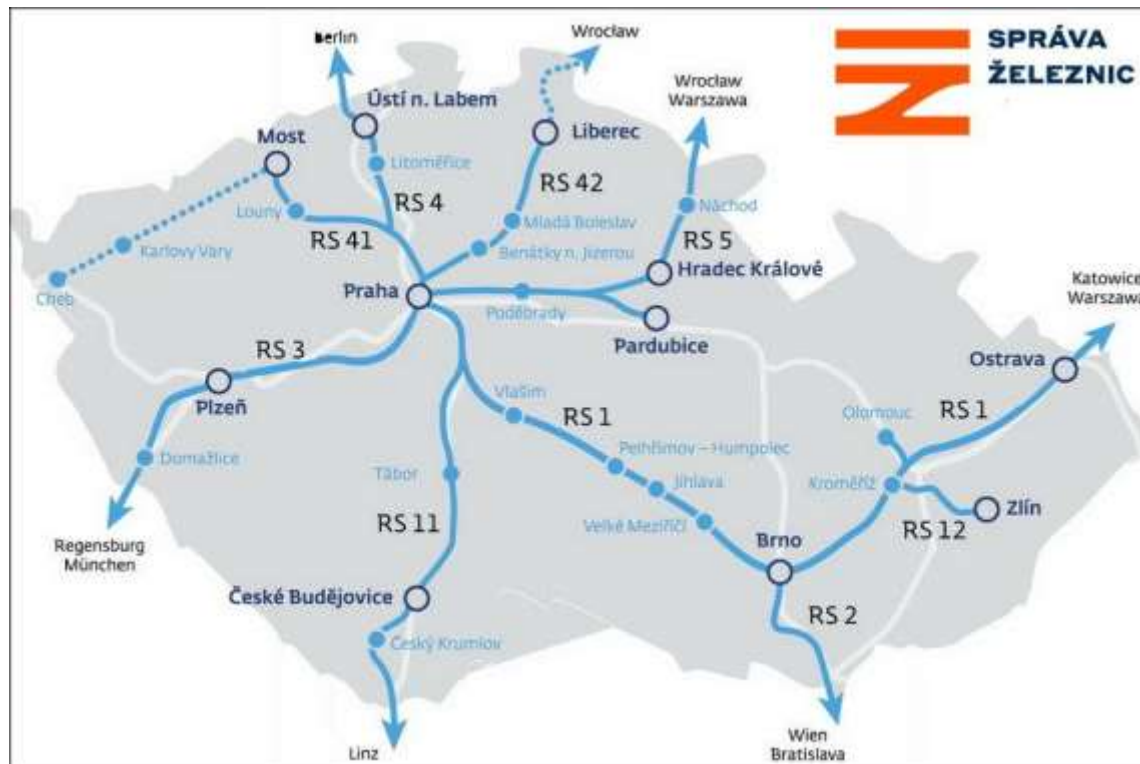 Berlin
Wrocław
SPRÁVA
ŽELEZNIC
Wrocław
Warszawa
Ústí n. Labem
Most
Liberec
Litoměřice
RS 42
Louny
RS 4
Náchod
Mladá Boleslav
RS 41
RS 5
Karlovy Vary
Benátky n. Jizerou
Hradec Králové
Cheb
Praha
Katowice
Warszawa
Poděbrady
Pardubice
RS 3
Ostrava
Plzeň
Vlašim
RS 1
RS 1
Olomouc
Pelhřimov – Humpolec
Domažlice
Tábor
Jihlava
Kroměříž
Zlín
RS 11
Velké Meziříčí
RS 12
Brno
Regensburg
München
České Budějovice
RS 2
Český Krumlov
Linz
Wien
Bratislava